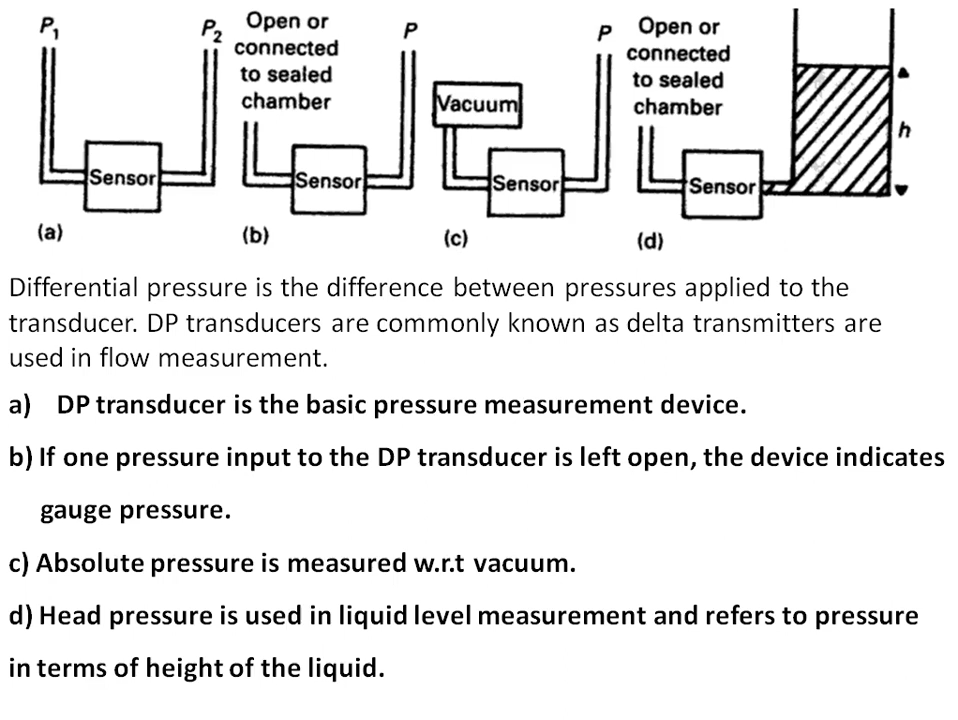 P1
P2
Open or
connected
to sealed
chamber
P
P
Open or
connected
to sealed
chamber
Vacuum
h
Sensor
Sensor
Sensor
Sensor
(a)
(b)
(c)
(d)
Differential pressure is the difference between pressures applied to the
transducer. DP transducers are commonly known as delta transmitters are
used in flow measurement.
a) DP transducer is the basic pressure measurement device.
b) If one pressure input to the DP transducer is left open, the device indicates
gauge pressure.
c) Absolute pressure is measured w.r.t vacuum.
d) Head pressure is used in liquid level measurement and refers to pressure
in terms of height of the liquid.